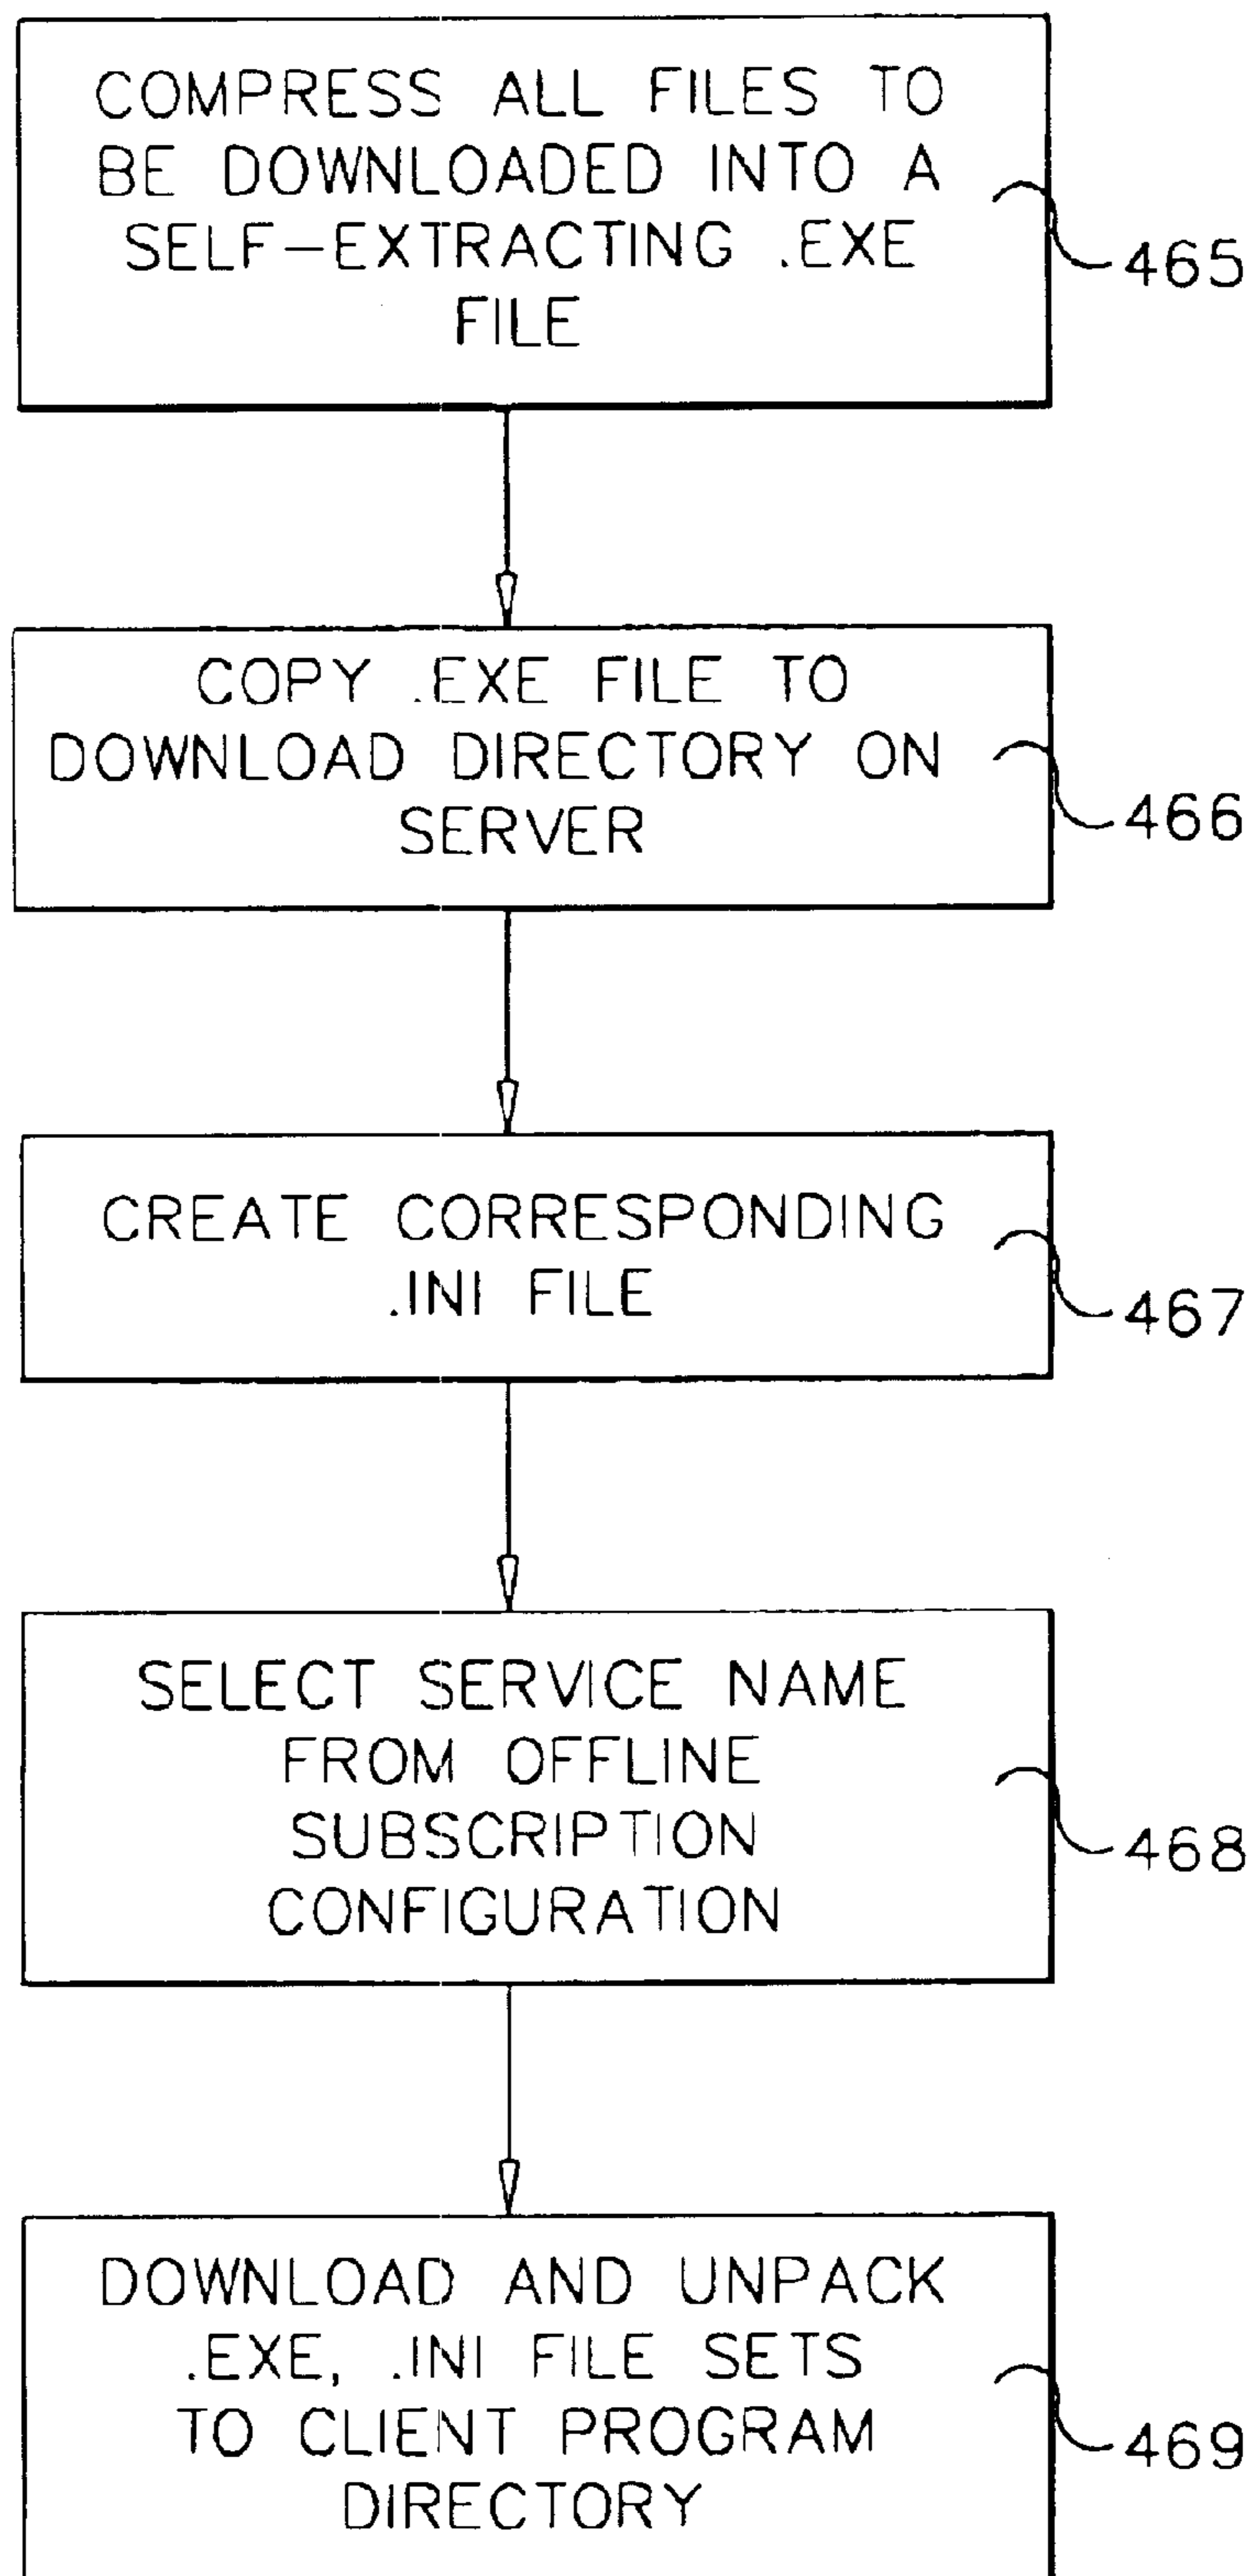 COMPRESS ALL FILES TO
BE DOWNLOADED INTO A
SELF-EXTRACTING .EXE
FILE
465
COPY .EXE FILE TO
DOWNLOAD DIRECTORY ON
SERVER
466
CREATE CORRESPONDING
.INI FILE
467
SELECT SERVICE NAME
FROM OFFLINE
SUBSCRIPTION
CONFIGURATION
468
DOWNLOAD AND UNPACK
.EXE, .INI FILE SETS
TO CLIENT PROGRAM
DIRECTORY
469